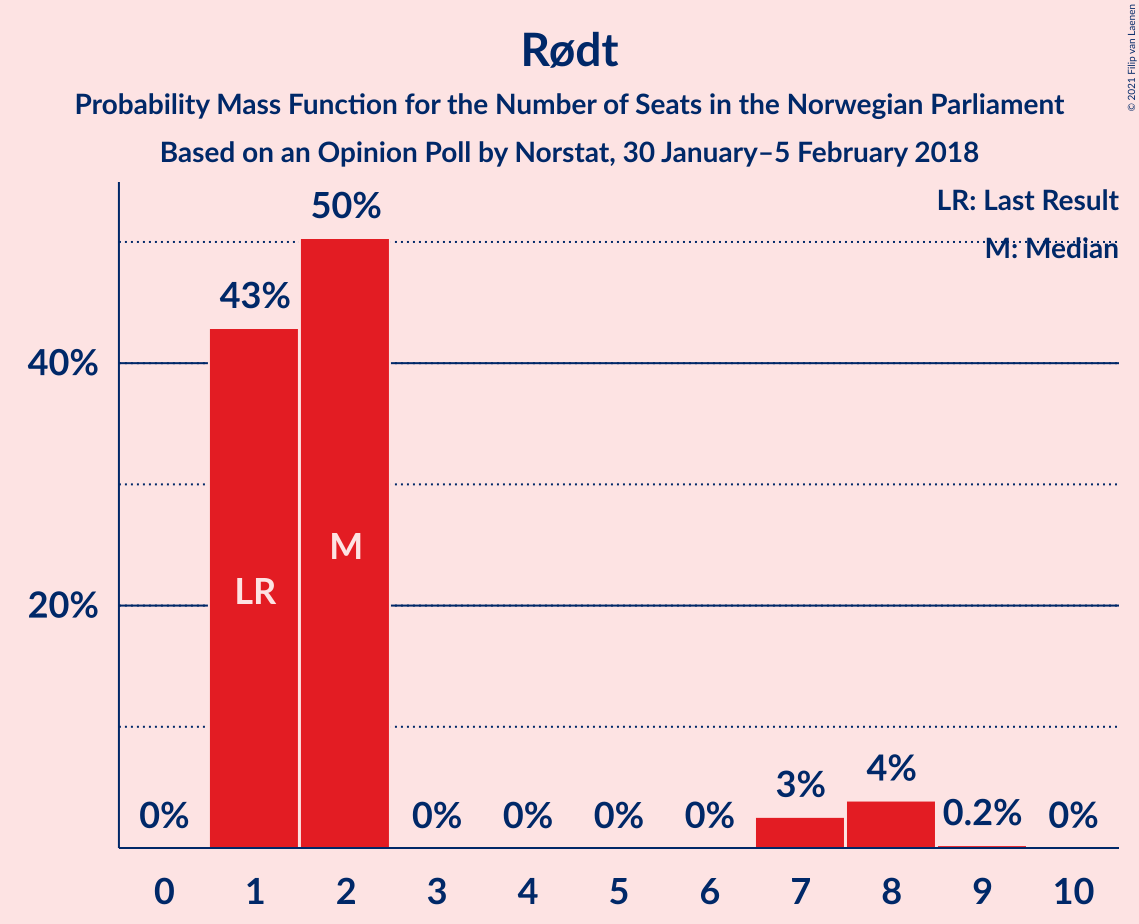 Rødt
Probability Mass Function for the Number of Seats in the Norwegian Parliament
Based on an Opinion Poll by Norstat, 30 January–5 February 2018
© 2021 Filip van Laenen
LR: Last Result
M: Median
50%
43%
40%
20%
M
LR
0%
0%
0%
0%
0%
3%
4%
0.2%
0%
0 1 2 3 4 5 6 7 8 9 10